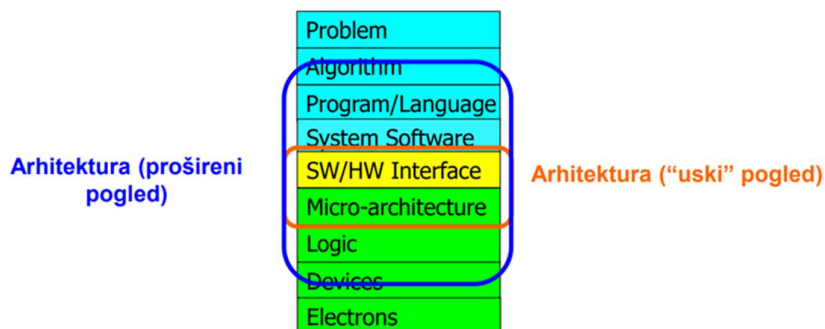 Problem
Algorithm
Program/Language
System Software
SW/HW Interface
Micro-architecture
Logic
Devices
Electrons
Arhitektura (prošireni
pogled)
Arhitektura (“uski” pogled)